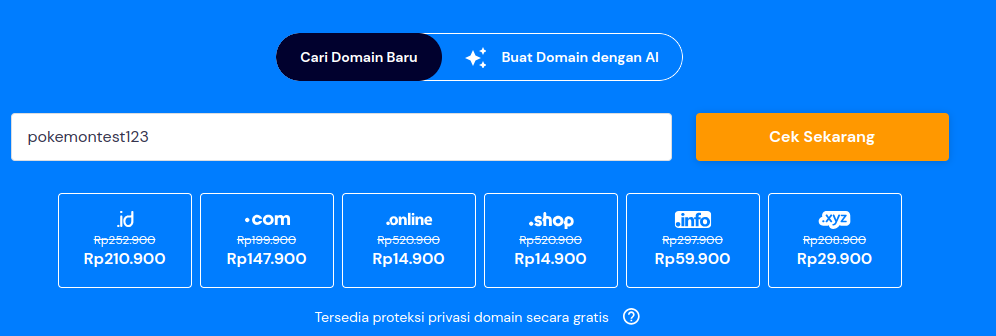 Cari Domain Baru Buat Domain dengan AI
pokemontest123 Cek Sekarang
.id .com .online .shop .info .xyz
Rp252.900 Rp199.900 Rp520.900 Rp520.900 Rp297.900 Rp208.900
Rp210.900 Rp147.900 Rp14.900 Rp14.900 Rp59.900 Rp29.900
Tersedia proteksi privasi domain secara gratis ?